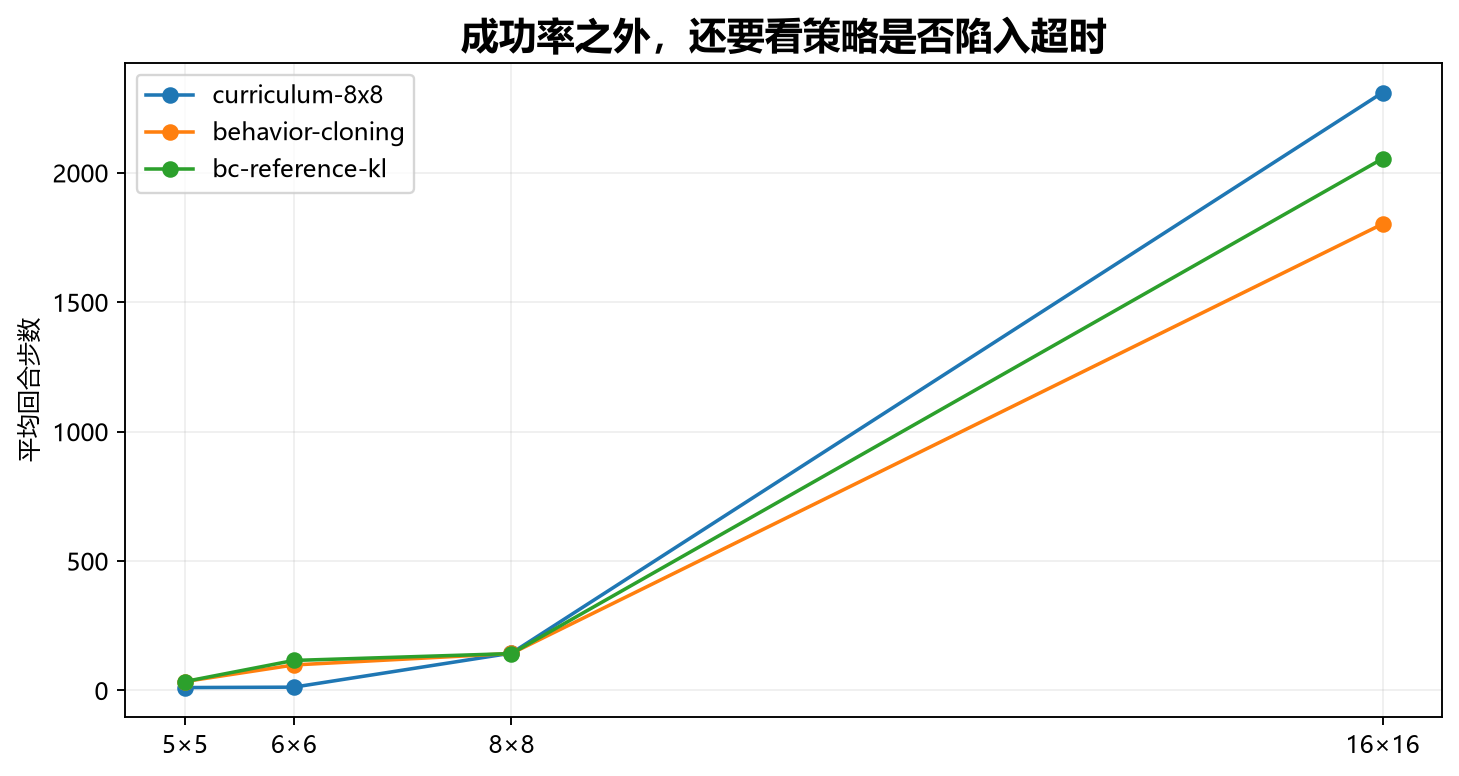 成功率之外，还要看策略是否陷入超时
curriculum-8x8
behavior-cloning
bc-reference-kl
平均回合步数
2000
1500
1000
500
0
5×5 6×6 8×8 16×16